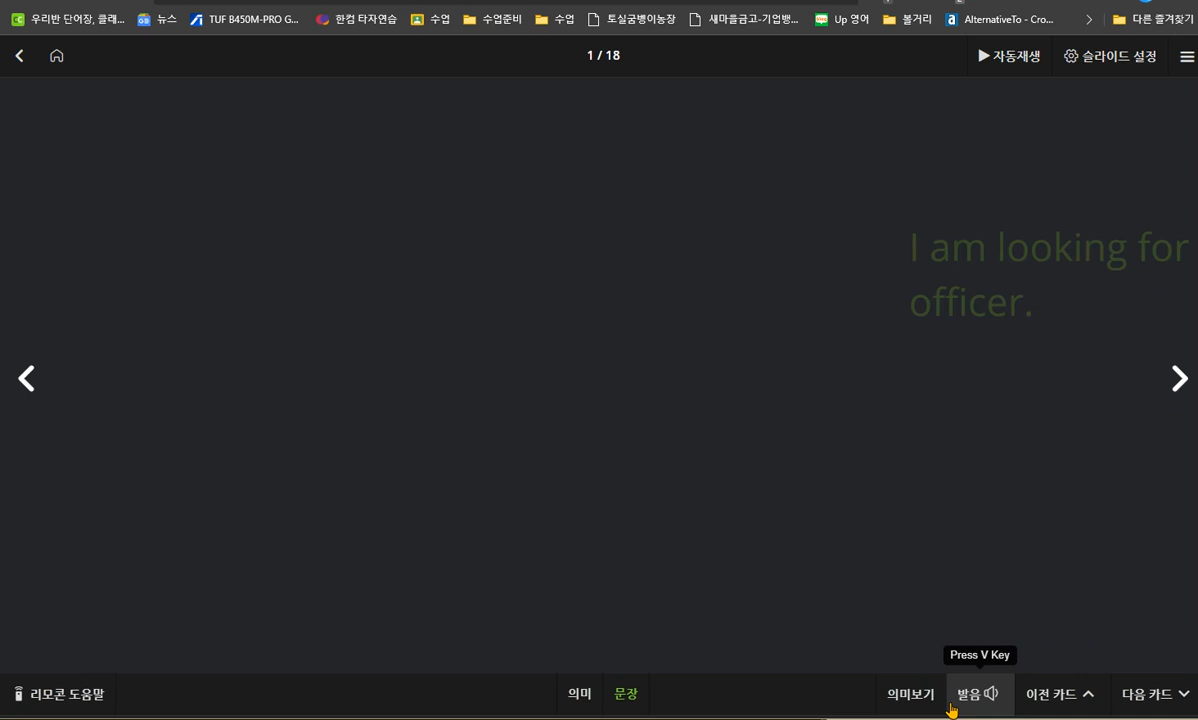 우리반 단어장, 클래... 뉴스 TUF B450M-PRO G... 한컴 타자연습 수업 수업준비 수업 토실굼벵이농장 새마을금고-기업뱅... Up 영어 볼거리 AlternativeTo - Cro... 다른 즐겨찾기
1 / 18 자동재생 슬라이드 설정
I am looking for
officer.
Press V Key
리모콘 도움말 의미 문장 의미보기 발음 이전 카드 다음 카드